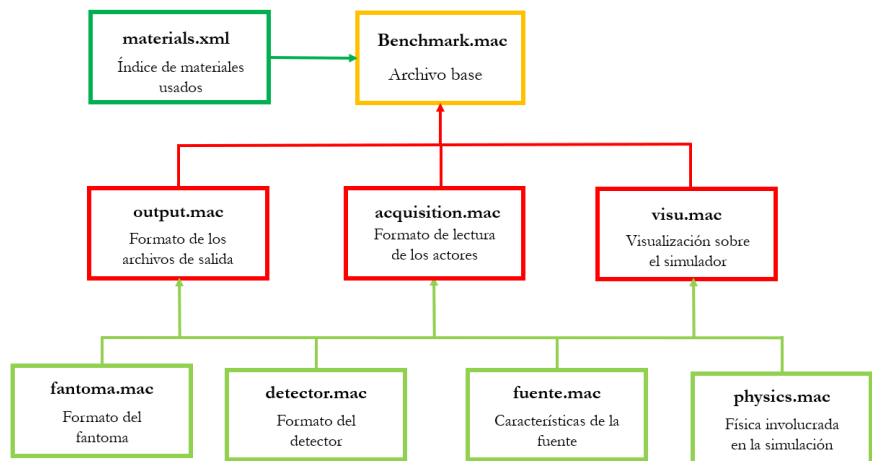 materials.xml
Índice de materiales
usados
Benchmark.mac
Archivo base
output.mac
Formato de los
archivos de salida
acquisition.mac
Formato de lectura
de los actores
visu.mac
Visualización sobre
el simulador
fantoma.mac
Formato del
fantoma
detector.mac
Formato del
detector
fuente.mac
Características de la
fuente
physics.mac
Física involucrada
en la simulación